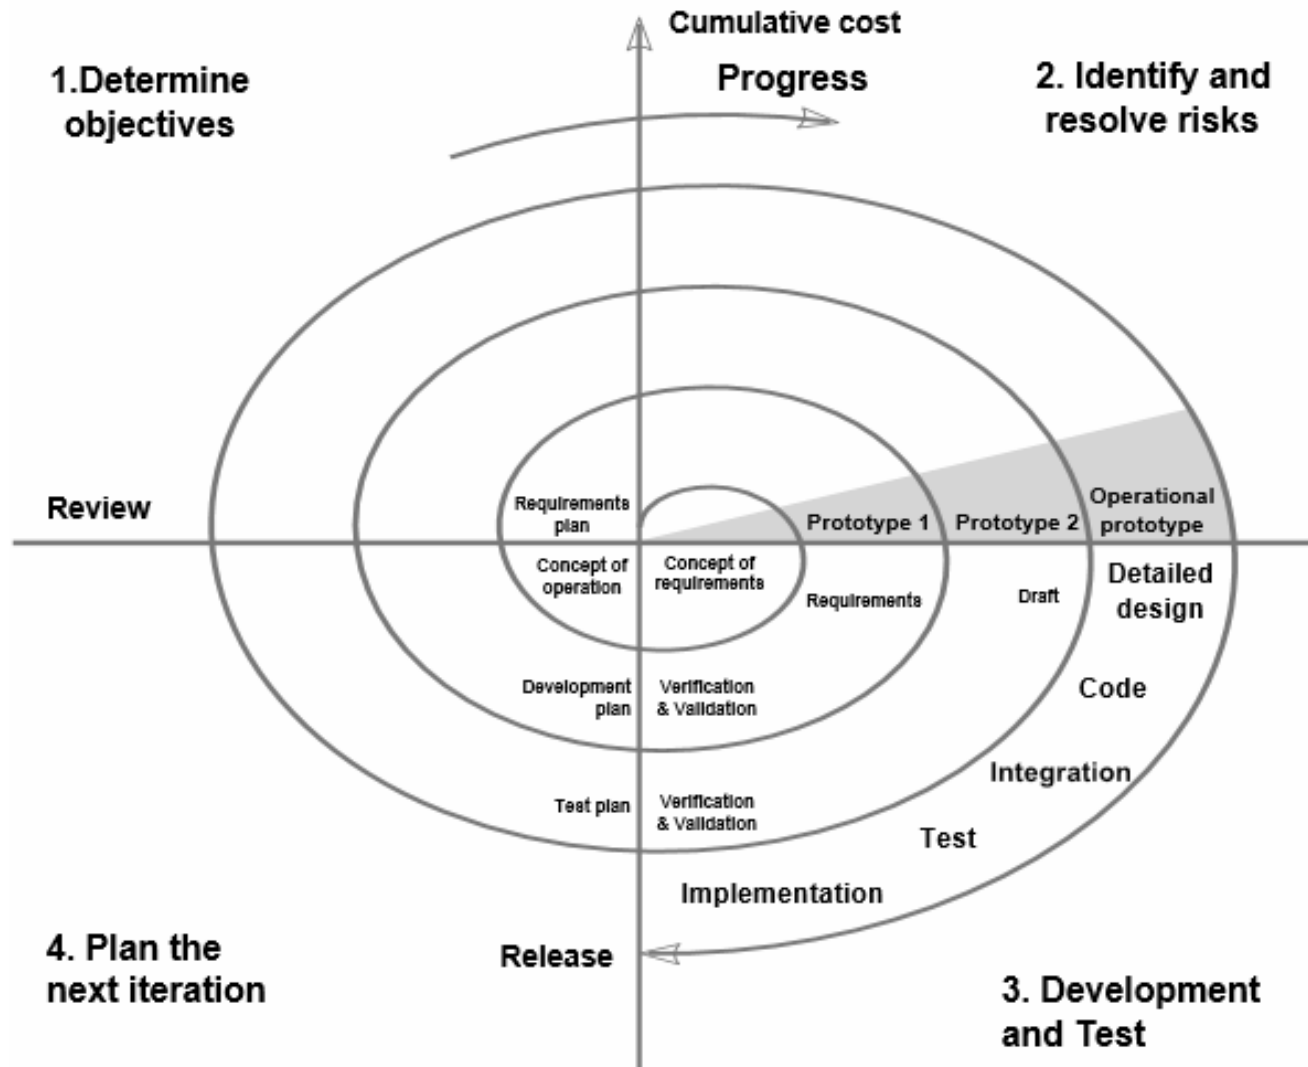 Cumulative cost
Progress
1.Determine
objectives
2. Identify and
resolve risks
Review
Requirements
plan
Prototype 1
Prototype 2
Operational
prototype
Concept of
operation
Concept of
requirements
Requirements
Draft
Detailed
design
Development
plan
Verification
& Validation
Code
Integration
Test plan
Verification
& Validation
Test
Implementation
Release
4. Plan the
next iteration
3. Development
and Test